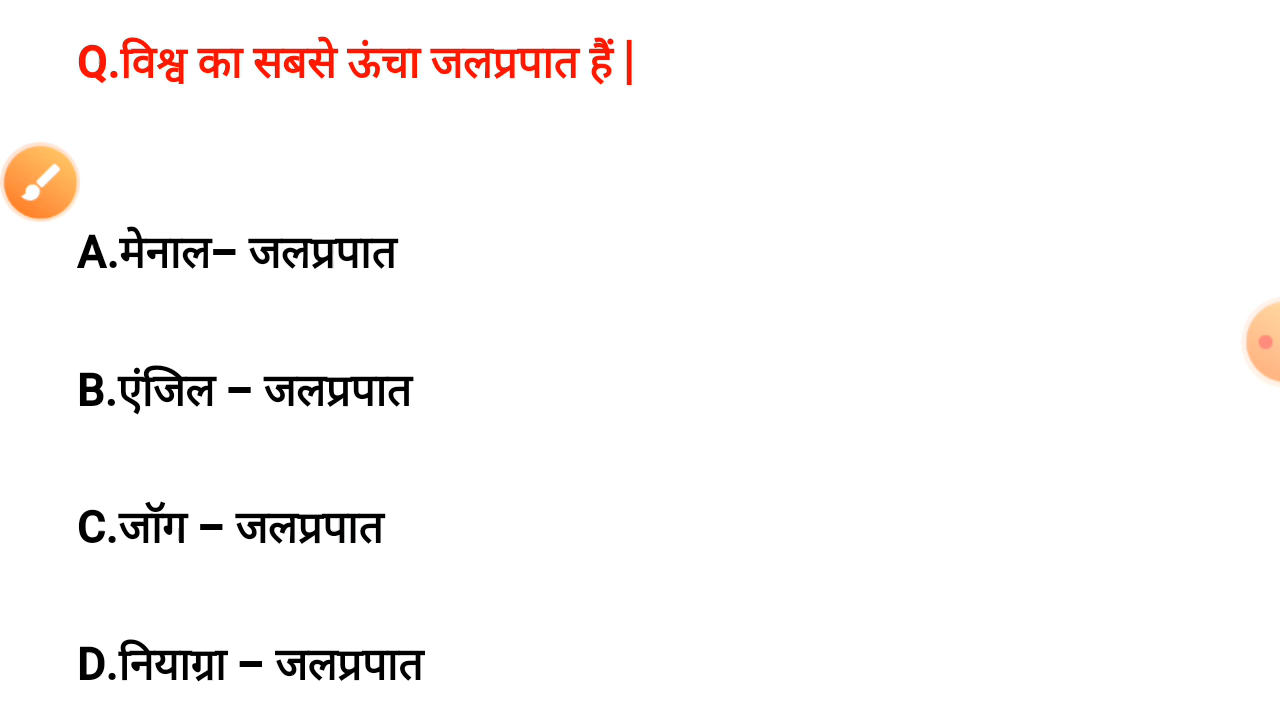 Q.विश्व का सबसे ऊंचा जलप्रपात हैं |
A.मेनाल– जलप्रपात
B.एंजिल – जलप्रपात
C.जॉग – जलप्रपात
D.नियाग्रा – जलप्रपात